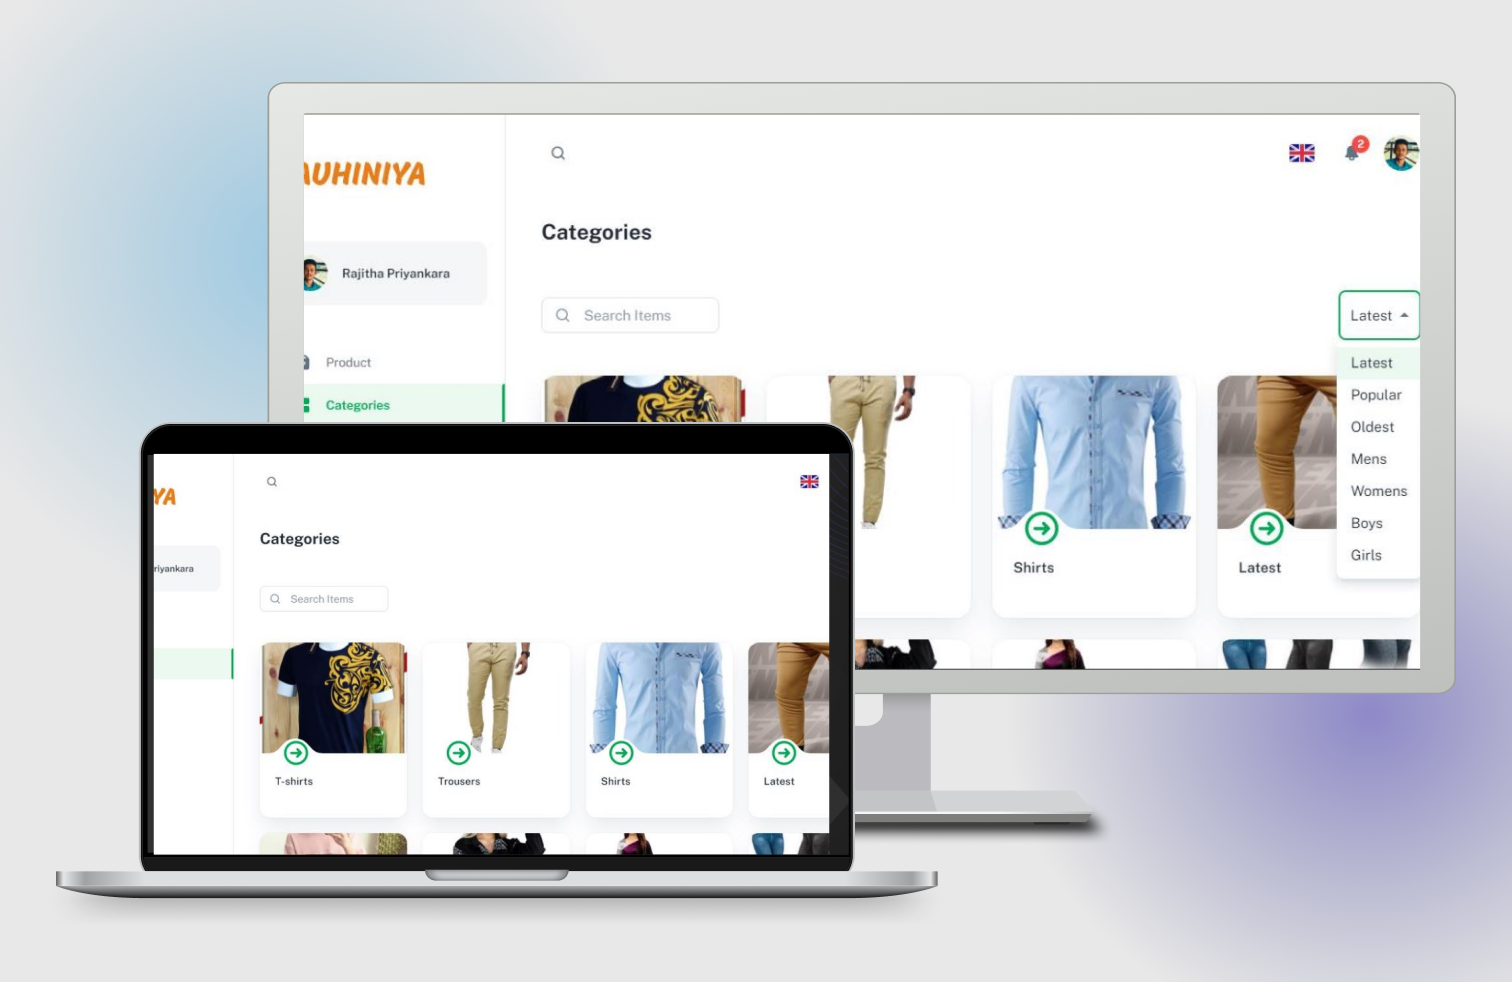 AUHINIYA
2
Categories
Rajitha Priyankara
Search Items
Latest
Product
Categories
Latest
Popular
Oldest
Mens
Womens
Boys
Girls
Shirts
Latest
YA
Categories
riyankara
Search Items
T-shirts
Trousers
Shirts
Latest